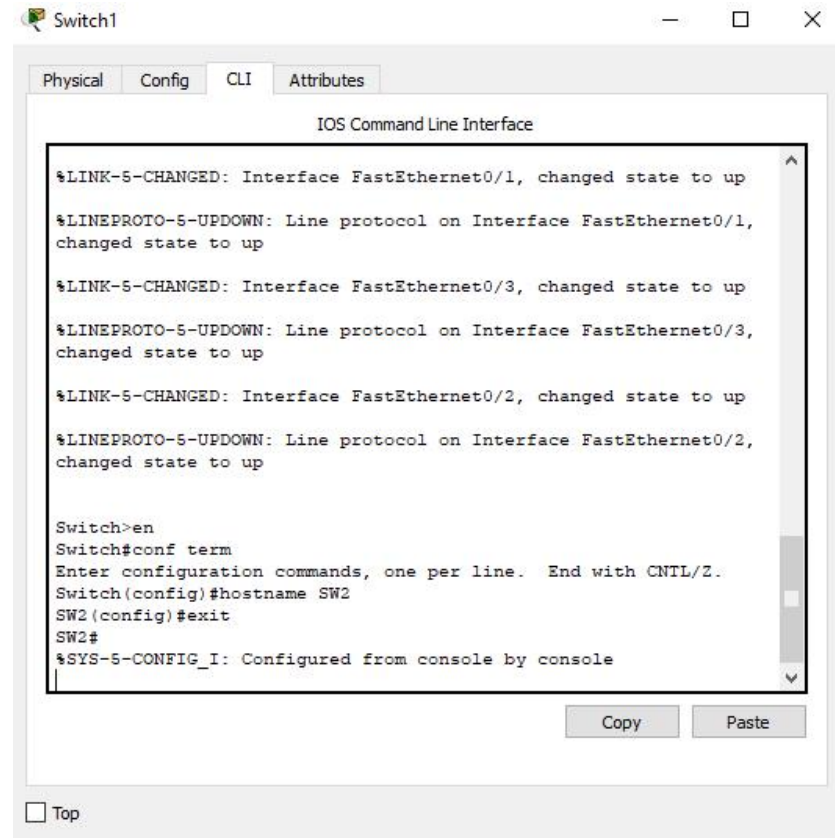 Switch1
Physical Config CLI Attributes
IOS Command Line Interface
%LINK-5-CHANGED: Interface FastEthernet0/1, changed state to up
%LINEPROTO-5-UPDOWN: Line protocol on Interface FastEthernet0/1,
changed state to up
%LINK-5-CHANGED: Interface FastEthernet0/3, changed state to up
%LINEPROTO-5-UPDOWN: Line protocol on Interface FastEthernet0/3,
changed state to up
%LINK-5-CHANGED: Interface FastEthernet0/2, changed state to up
%LINEPROTO-5-UPDOWN: Line protocol on Interface FastEthernet0/2,
changed state to up
Switch>en
Switch#conf term
Enter configuration commands, one per line. End with CNTL/Z.
Switch(config)#hostname SW2
SW2(config)#exit
SW2#
%SYS-5-CONFIG_I: Configured from console by console
Copy Paste
Top